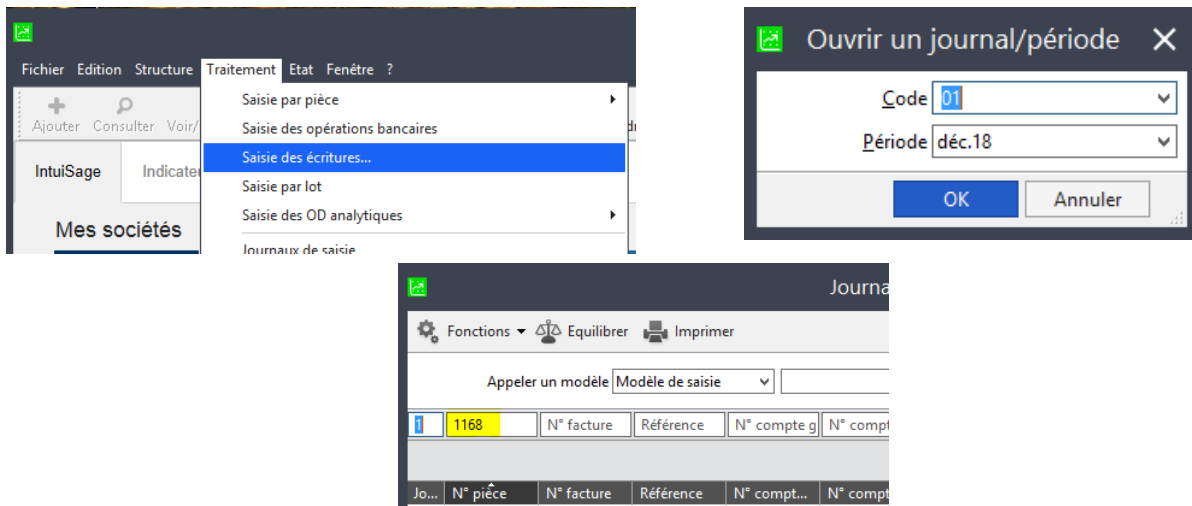 Fichier Edition Structure Traitement Etat Fenêtre ?
Ajouter Consulter Voir/
Saisie par pièce
Saisie des opérations bancaires
Saisie des écritures...
Saisie par lot
Saisie des OD analytiques
Journaux de saisie
IntuiSage
Mes sociétés
Ouvrir un journal/période
Code 01
Période déc.18
OK Annuler
Fonctions Equilibrer Imprimer
Appeler un modèle Modèle de saisie
1 1168 N° facture Référence N° compte g N° compt
Jo... N° pièce N° facture Référence N° compt... N° compt